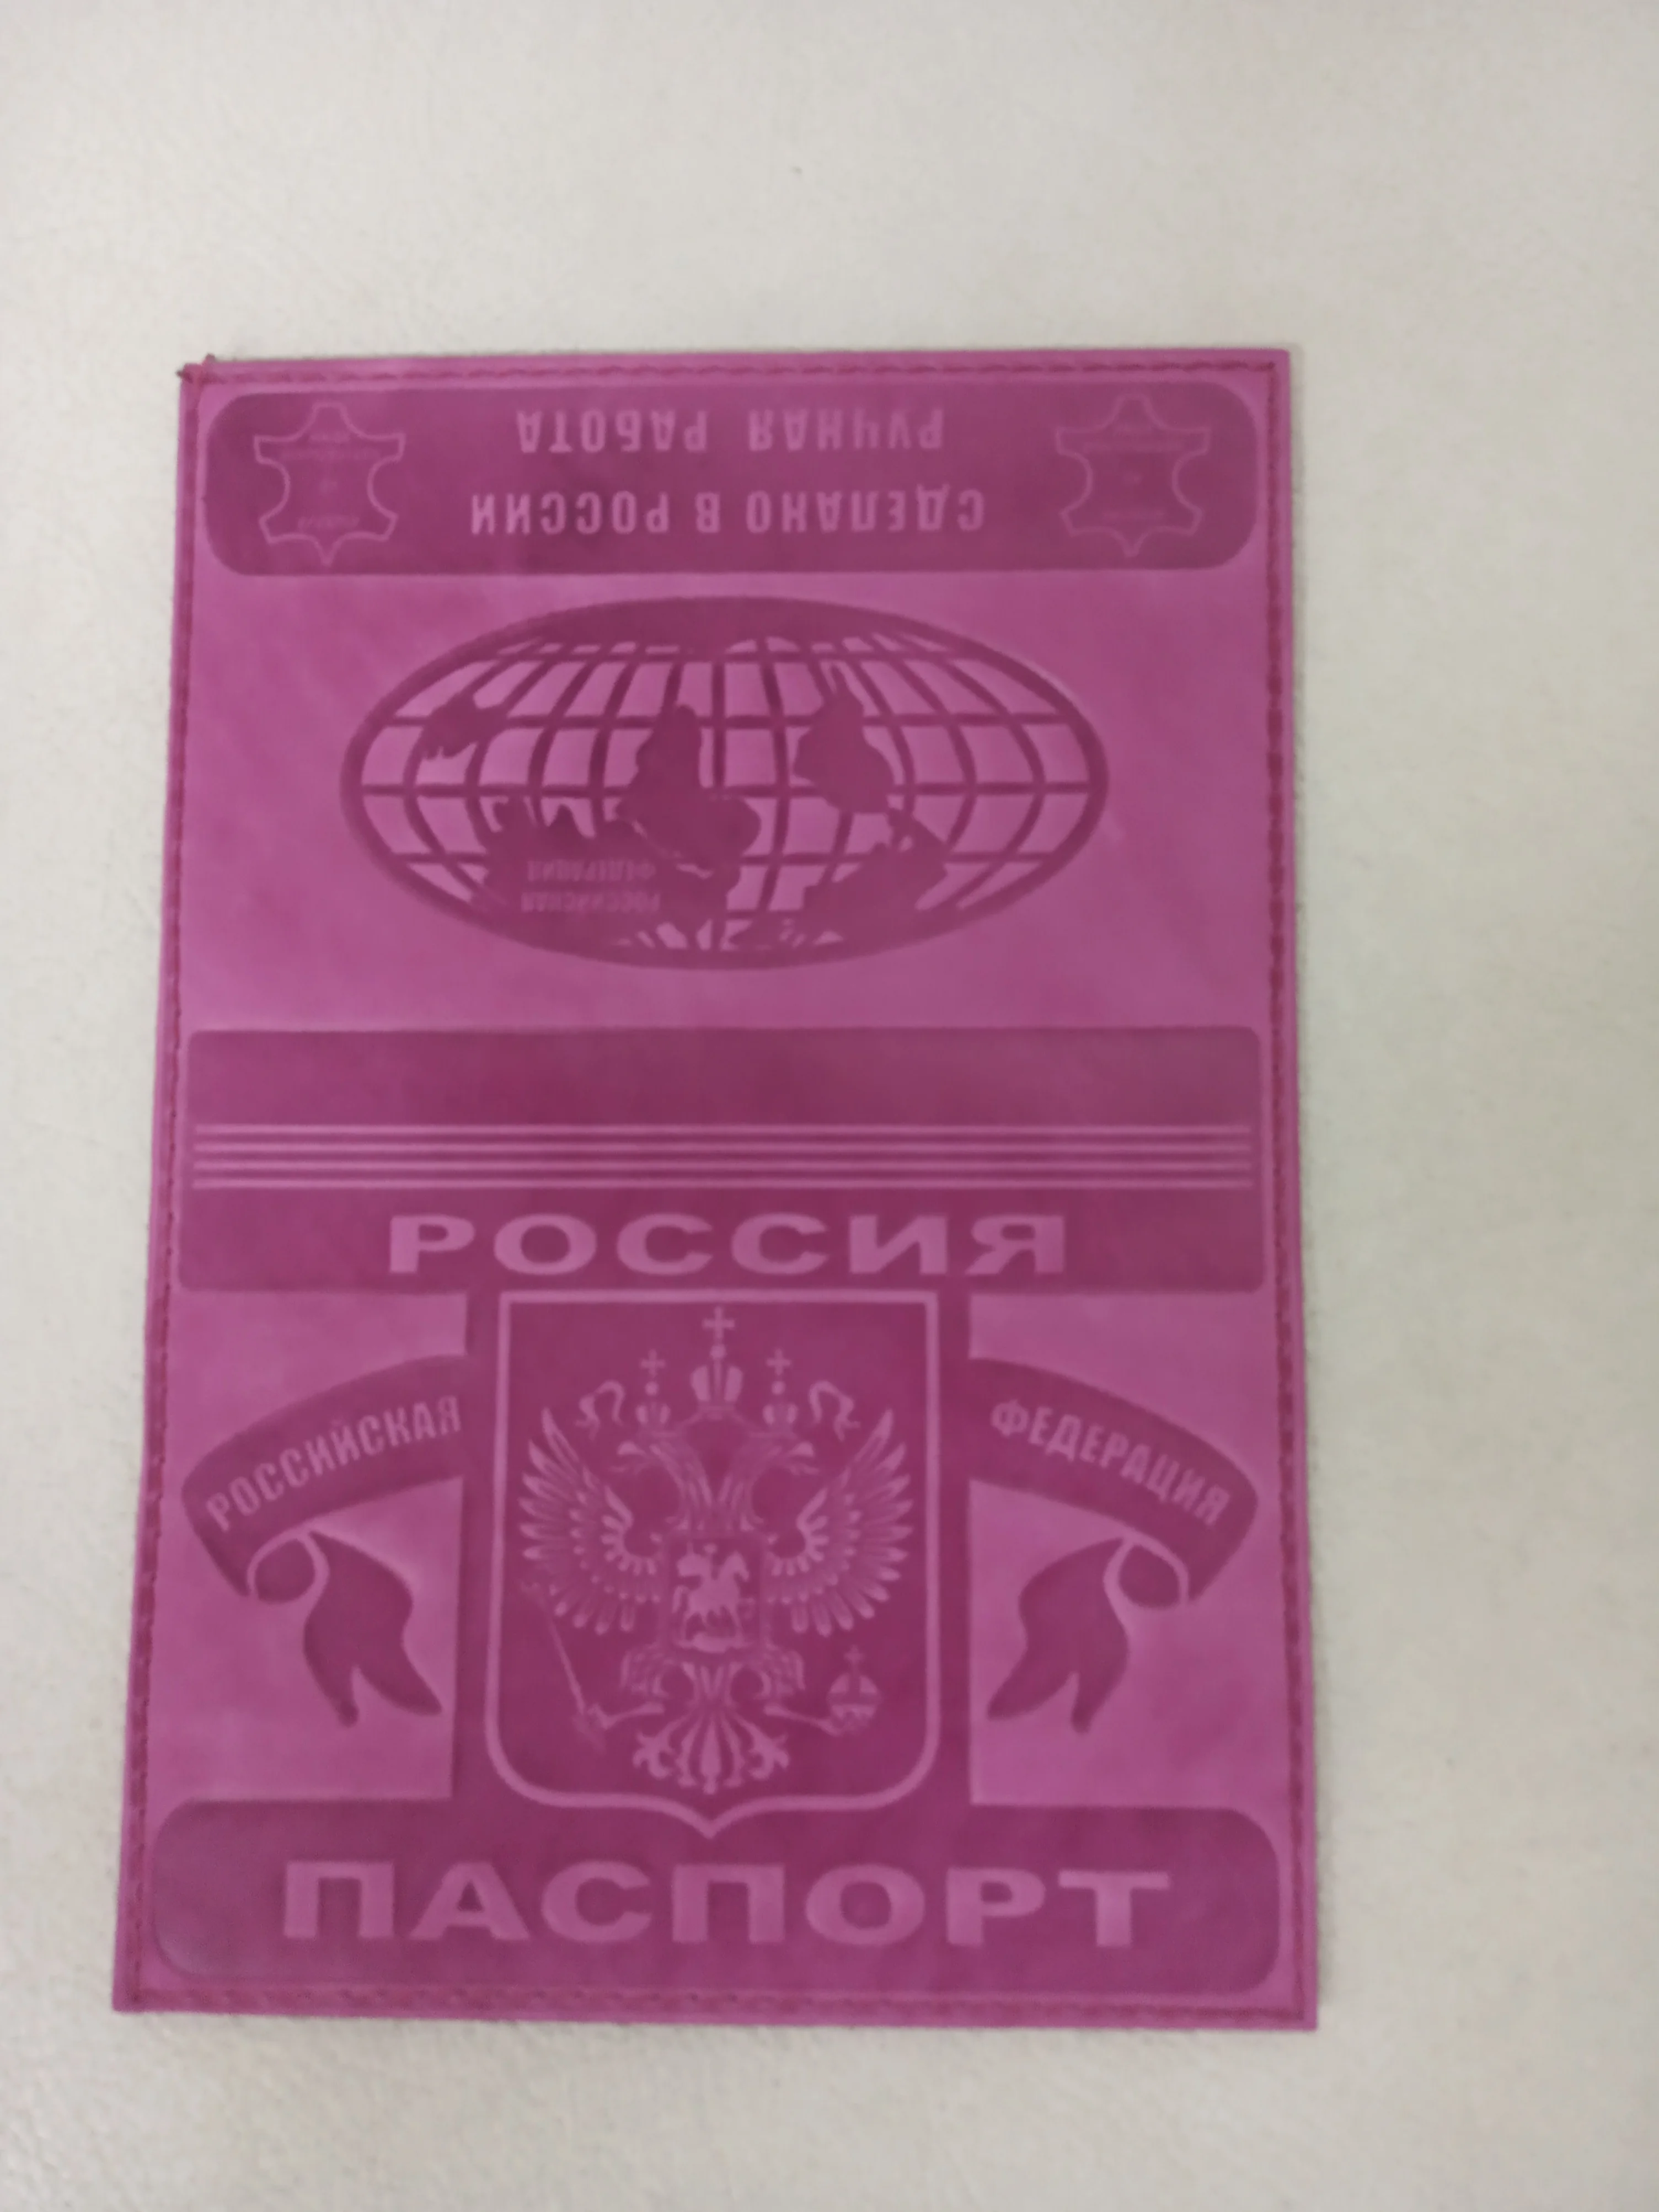 РУЧНАЯ РАБОТА
СДЕЛАНО В РОССИИ
ФЕДЕРАЦИЯ
РОССИЙСКАЯ
РОССИЯ
РОССИЙСКАЯ ФЕДЕРАЦИЯ
ПАСПОРТ